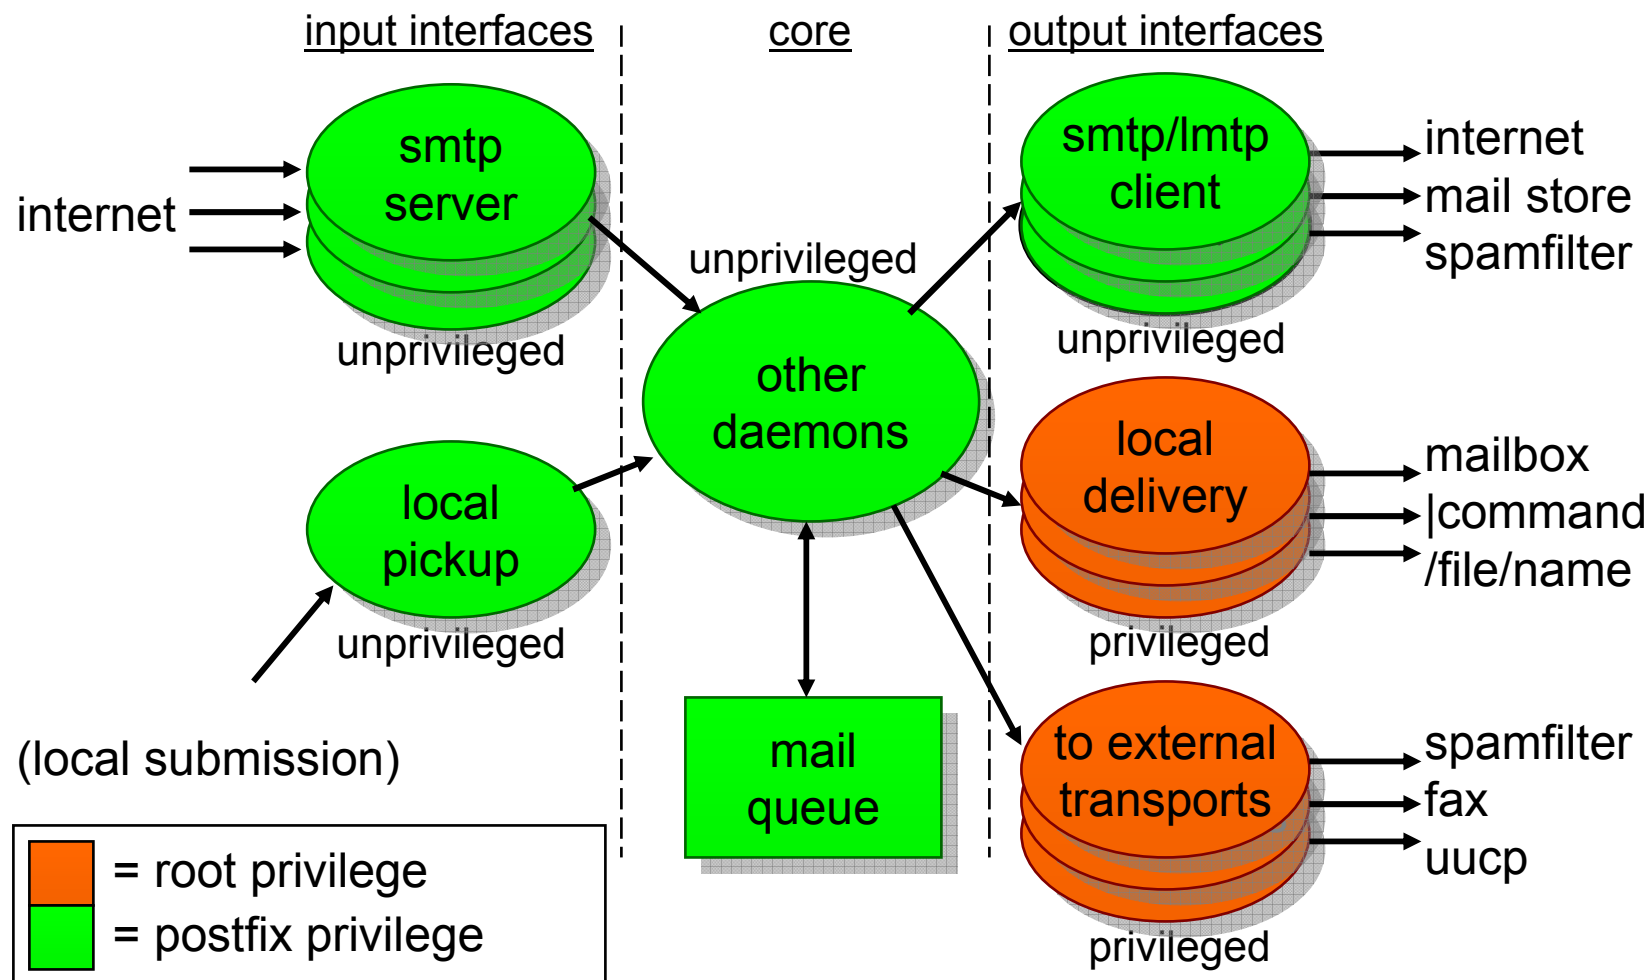 input interfaces
core
output interfaces
internet
smtp
server
unprivileged
local
pickup
unprivileged
(local submission)
unprivileged
other
daemons
mail
queue
smtp/lmtp
client
unprivileged
internet
mail store
spamfilter
local
delivery
privileged
mailbox
|command
/file/name
to external
transports
privileged
spamfilter
fax
uucp
= root privilege
= postfix privilege